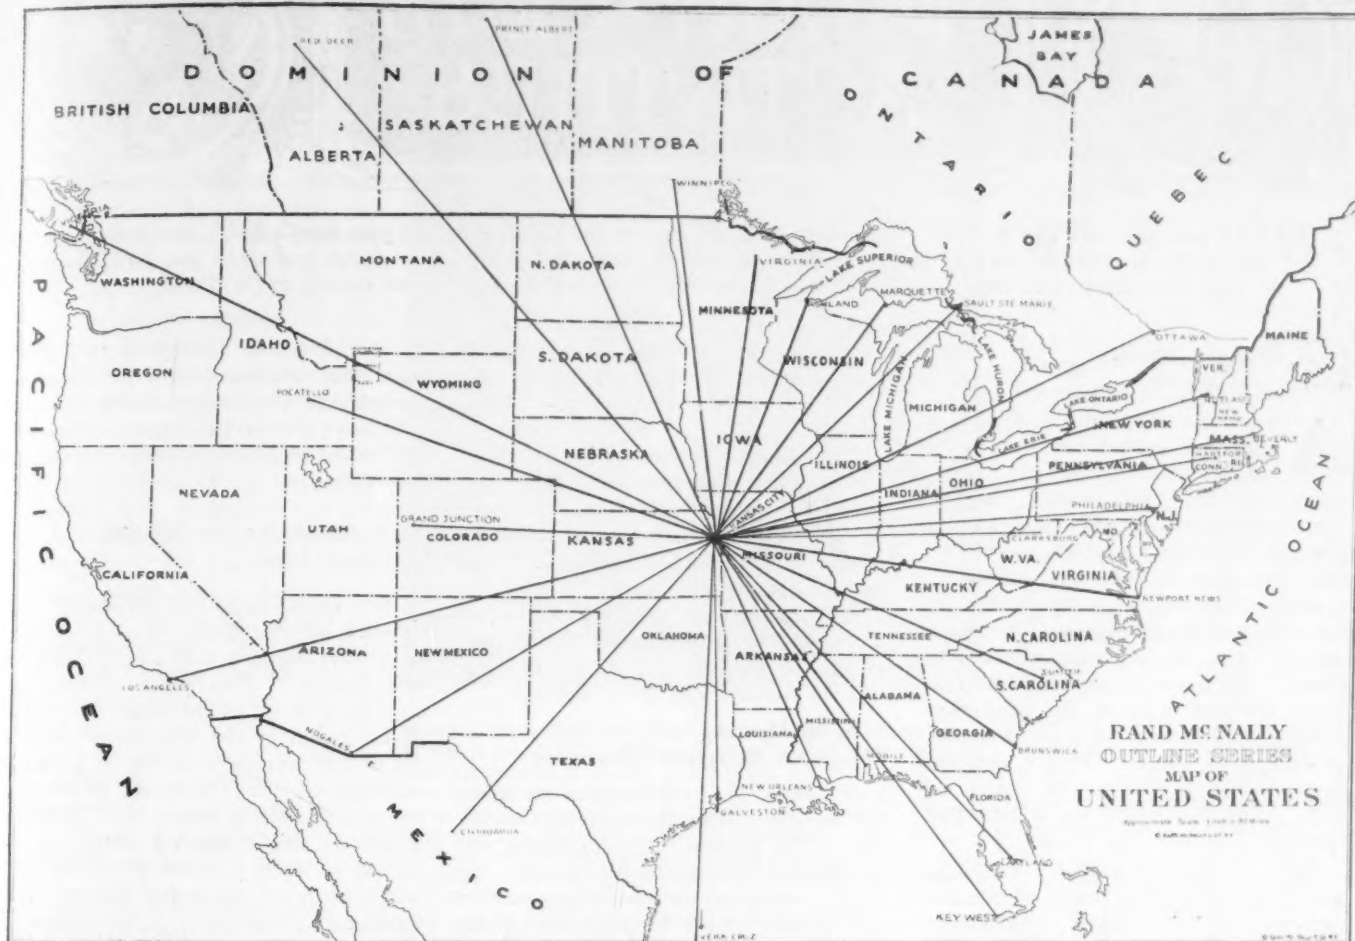 RED DEER
PRINCE ALBERT
JAMES
BAY
DOMINION OF CANADA
BRITISH COLUMBIA
SASKATCHEWAN
ALBERTA
MANITOBA
ONTARIO
QUEBEC
WINNIPEG
WASHINGTON
MONTANA
N. DAKOTA
VIRGINIA
LAKE SUPERIOR
MARQUETTE
SAULT STE MARIE
MINNESOTA
OTTAWA
MAINE
OREGON
IDAHO
WYOMING
S. DAKOTA
WISCONSIN
LAKE MICHIGAN
LAKE HURON
VER.
POCATELLO
MICHIGAN
LAKE ONTARIO
NEW YORK
NEW
LAKE ERIE
MASS.
BEVERLY
HARTFORD
CONN.
R.I.
PACIFIC
OCEAN
NEBRASKA
IOWA
ILLINOIS
INDIANA
OHIO
PENNSYLVANIA
NEVADA
UTAH
GRAND JUNCTION
COLORADO
KANSAS
KANSAS CITY
MISSOURI
PHILADELPHIA
N.J.
CLARKSBURG
MD
W. VA.
VIRGINIA
CALIFORNIA
KENTUCKY
NEWPORT NEWS
ARIZONA
NEW MEXICO
OKLAHOMA
ARKANSAS
TENNESSEE
N. CAROLINA
SUMTER
S. CAROLINA
ATLANTIC OCEAN
LOS ANGELES
NOGALES
ALABAMA
MISSISSIPPI
LOUISIANA
GEORGIA
BRUNSWICK
MOBILE
TEXAS
NEW ORLEANS
GALVESTON
FLORIDA
CHIHUAHUA
MEXICO
LAKELAND
KEY WEST
VERA CRUZ
RAND McNALLY
OUTLINE SERIES
MAP OF
UNITED STATES